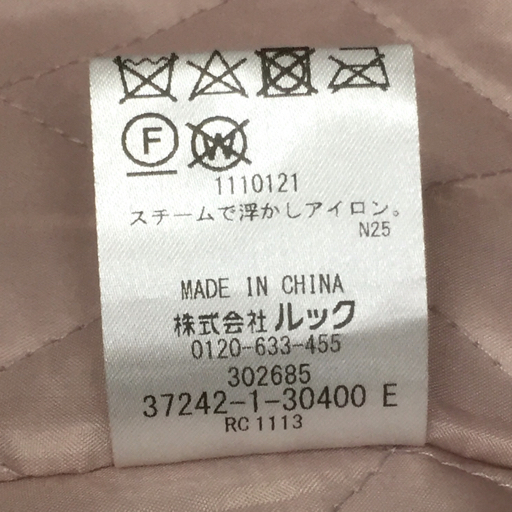 F W
1110121
スチームで浮かしアイロン。
N25
MADE IN CHINA
株式会社 ルック
0120-633-455
302685
37242-1-30400 E
RC1113